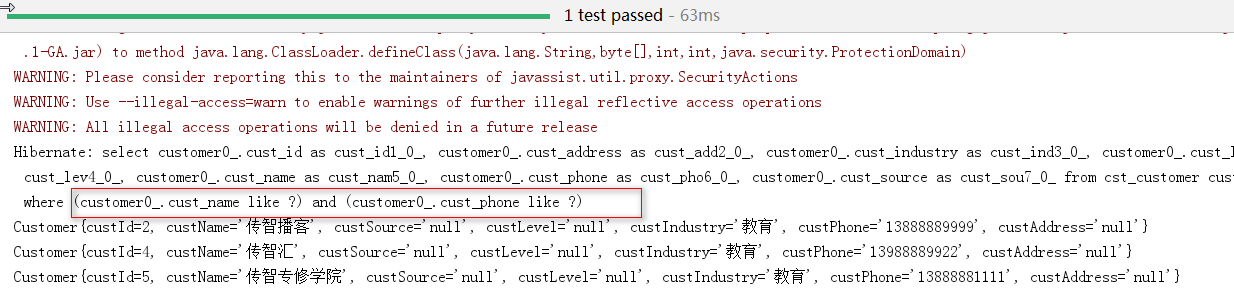 1 test passed - 63ms
.1-GA.jar) to method java.lang.ClassLoader.defineClass(java.lang.String,byte[],int,int,java.security.ProtectionDomain)
WARNING: Please consider reporting this to the maintainers of javassist.util.proxy.SecurityActions
WARNING: Use --illegal-access=warn to enable warnings of further illegal reflective access operations
WARNING: All illegal access operations will be denied in a future release
Hibernate: select customer0_.cust_id as cust_id1_0_, customer0_.cust_address as cust_add2_0_, customer0_.cust_industry as cust_ind3_0_, customer0_.cust_l
cust_lev4_0_, customer0_.cust_name as cust_nam5_0_, customer0_.cust_phone as cust_pho6_0_, customer0_.cust_source as cust_sou7_0_ from cst_customer cust
where (customer0_.cust_name like ?) and (customer0_.cust_phone like ?)
Customer{custId=2, custName='传智播客', custSource='null', custLevel='null', custIndustry='教育', custPhone='13888889999', custAddress='null'}
Customer{custId=4, custName='传智汇', custSource='null', custLevel='null', custIndustry='教育', custPhone='13988889922', custAddress='null'}
Customer{custId=5, custName='传智专修学院', custSource='null', custLevel='null', custIndustry='教育', custPhone='13888881111', custAddress='null'}